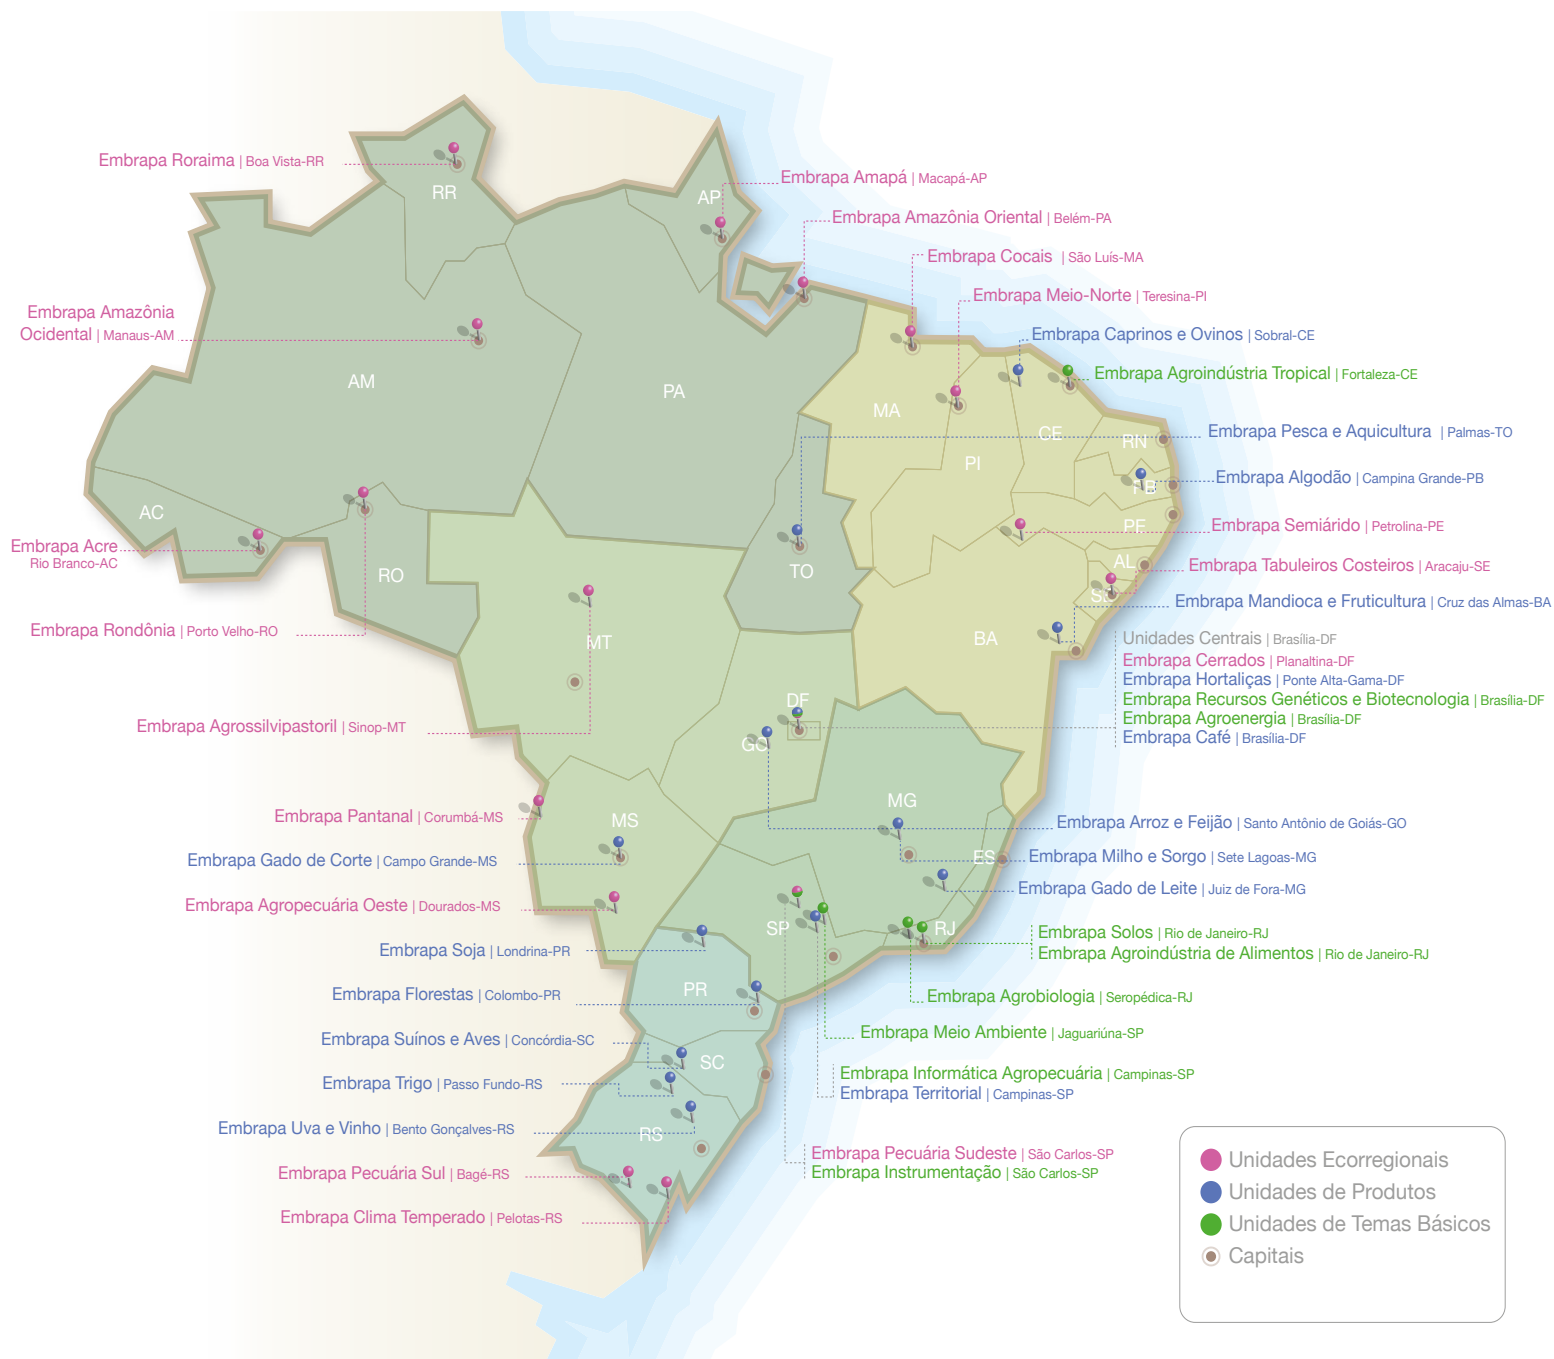 Embrapa Roraima | Boa Vista-RR
Embrapa Amazônia
Ocidental | Manaus-AM
Embrapa Acre
Rio Branco-AC
Embrapa Rondônia | Porto Velho-RO
Embrapa Agrossilvipastoril | Sinop-MT
Embrapa Pantanal | Corumbá-MS
Embrapa Gado de Corte | Campo Grande-MS
Embrapa Agropecuária Oeste | Dourados-MS
Embrapa Soja | Londrina-PR
Embrapa Florestas | Colombo-PR
Embrapa Suínos e Aves | Concórdia-SC
Embrapa Trigo | Passo Fundo-RS
Embrapa Uva e Vinho | Bento Gonçalves-RS
Embrapa Pecuária Sul | Bagé-RS
Embrapa Clima Temperado | Pelotas-RS
RR
AP
AM
PA
MA
CE
RN
PI
PB
PE
AC
AL
RO
TO
SE
MT
BA
DF
GO
MG
MS
ES
SP
RJ
PR
SC
RS
Embrapa Amapá | Macapá-AP
Embrapa Amazônia Oriental | Belém-PA
Embrapa Cocais | São Luís-MA
Embrapa Meio-Norte | Teresina-PI
Embrapa Caprinos e Ovinos | Sobral-CE
Embrapa Agroindústria Tropical | Fortaleza-CE
Embrapa Pesca e Aquicultura | Palmas-TO
Embrapa Algodão | Campina Grande-PB
Embrapa Semiárido | Petrolina-PE
Embrapa Tabuleiros Costeiros | Aracaju-SE
Embrapa Mandioca e Fruticultura | Cruz das Almas-BA
Unidades Centrais | Brasília-DF
Embrapa Cerrados | Planaltina-DF
Embrapa Hortaliças | Ponte Alta-Gama-DF
Embrapa Recursos Genéticos e Biotecnologia | Brasília-DF
Embrapa Agroenergia | Brasília-DF
Embrapa Café | Brasília-DF
Embrapa Arroz e Feijão | Santo Antônio de Goiás-GO
Embrapa Milho e Sorgo | Sete Lagoas-MG
Embrapa Gado de Leite | Juiz de Fora-MG
Embrapa Solos | Rio de Janeiro-RJ
Embrapa Agroindústria de Alimentos | Rio de Janeiro-RJ
Embrapa Agrobiologia | Seropédica-RJ
Embrapa Meio Ambiente | Jaguariúna-SP
Embrapa Informática Agropecuária | Campinas-SP
Embrapa Territorial | Campinas-SP
Embrapa Pecuária Sudeste | São Carlos-SP
Embrapa Instrumentação | São Carlos-SP
Unidades Ecorregionais
Unidades de Produtos
Unidades de Temas Básicos
Capitais